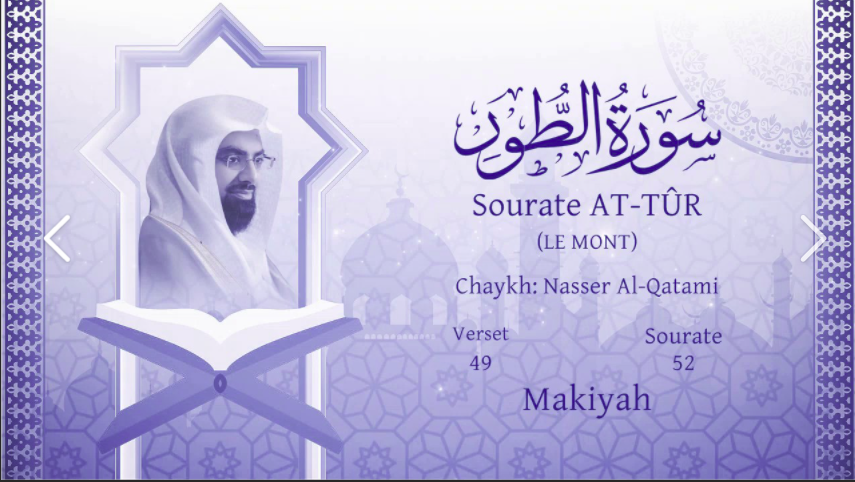 سُورَةُ الطُّورِ
Sourate AT-TÛR
(LE MONT)
Chaykh: Nasser Al-Qatami
Verset Sourate
49 52
Makiyah